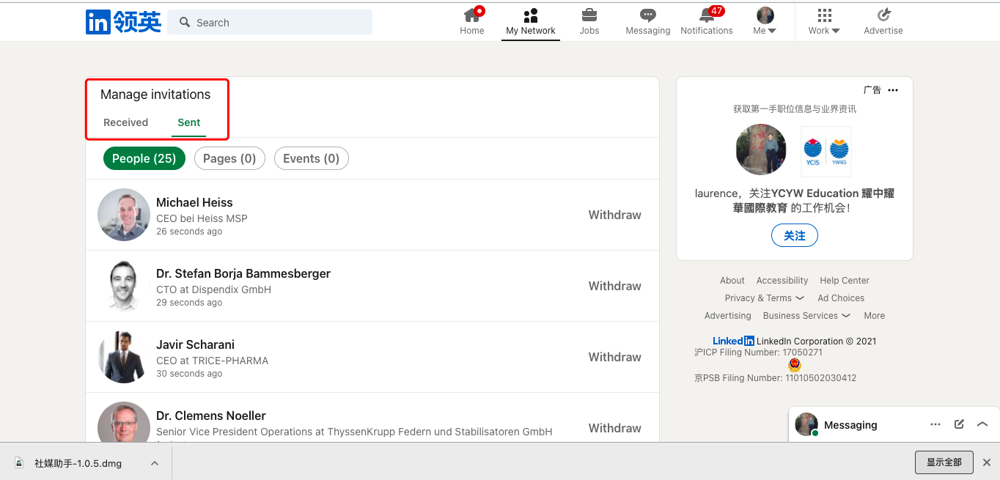 in 领英
Search
Home
My Network
Jobs
Messaging
47
Notifications
Me
Work
Advertise
Manage invitations
Received Sent
People (25) Pages (0) Events (0)
Michael Heiss
CEO bei Heiss MSP
26 seconds ago
Withdraw
Dr. Stefan Borja Bammesberger
CTO at Dispendix GmbH
29 seconds ago
Withdraw
Javir Scharani
CEO at TRICE-PHARMA
30 seconds ago
Withdraw
Dr. Clemens Noeller
Senior Vice President Operations at ThyssenKrupp Federn und Stabilisatoren GmbH
Withdraw
广告
获取第一手职位信息与业界资讯
YCIS YWIES
laurence，关注YCYW Education 耀中耀
華國際教育 的工作机会！
关注
About Accessibility Help Center
Privacy & Terms Ad Choices
Advertising Business Services More
LinkedIn LinkedIn Corporation © 2021
沪ICP Filing Number: 17050271
京PSB Filing Number: 11010502030412
Messaging
社媒助手-1.0.5.dmg
显示全部